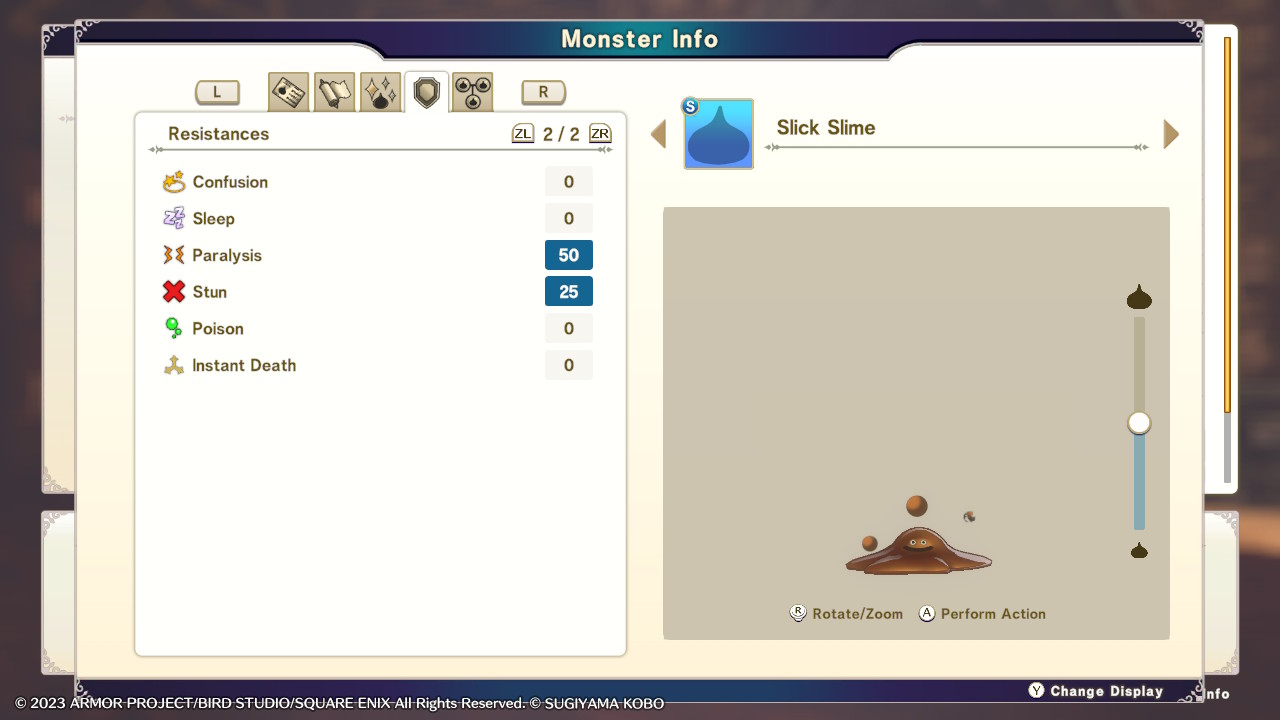 Monster Info
L
R
Resistances
ZL 2 / 2 ZR
S
Slick Slime
Confusion 0
Sleep 0
Paralysis 50
Stun 25
Poison 0
Instant Death 0
R Rotate/Zoom A Perform Action
Y Change Display
Info
© 2023 ARMOR PROJECT/BIRD STUDIO/SQUARE ENIX All Rights Reserved. © SUGIYAMA KOBO